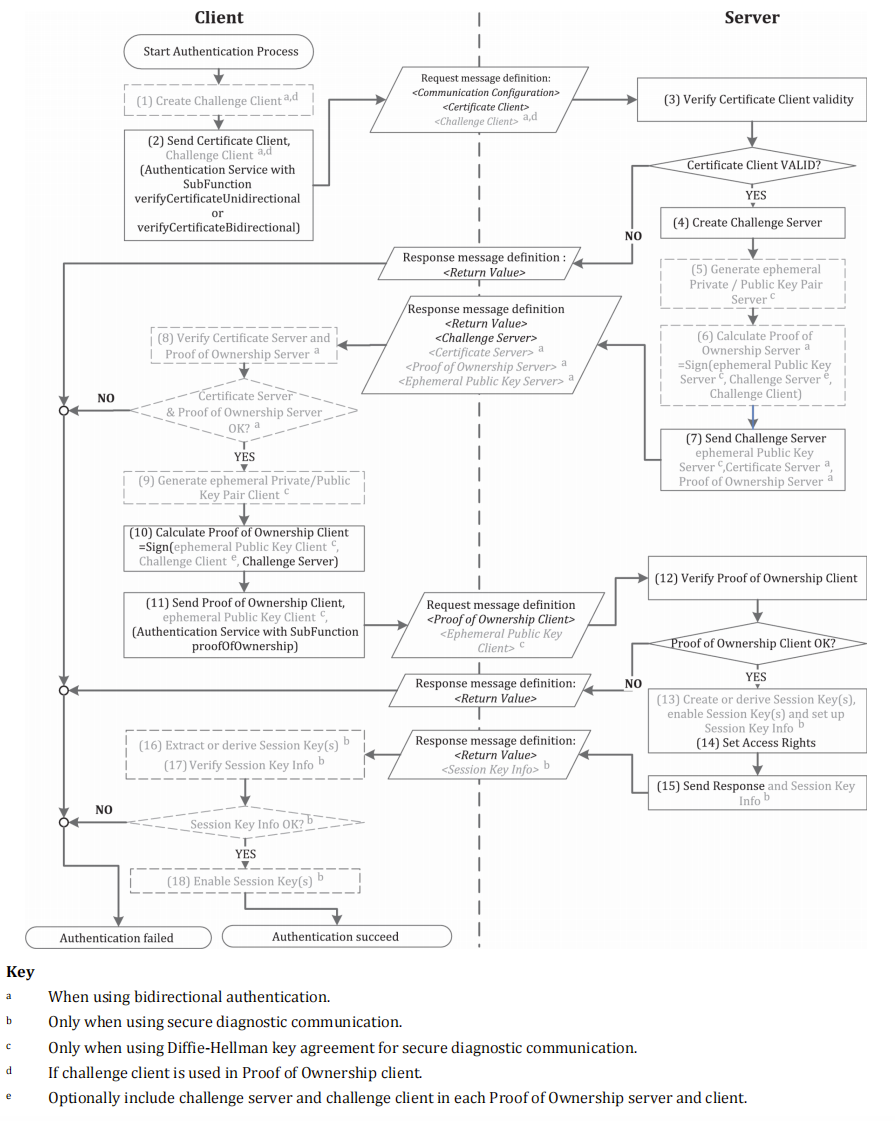 Client
Server
Start Authentication Process
(1) Create Challenge Client a,d
(2) Send Certificate Client,
Challenge Client a,d
(Authentication Service with
SubFunction
verifyCertificateUnidirectional
or
verifyCertificateBidirectional)
Request message definition:
<Communication Configuration>
<Certificate Client>
<Challenge Client> a,d
(3) Verify Certificate Client validity
Certificate Client VALID?
YES
NO
(4) Create Challenge Server
Response message definition :
<Return Value>
(5) Generate ephemeral
Private / Public Key Pair
Server c
(6) Calculate Proof of
Ownership Server a
=Sign(ephemeral Public Key
Server c, Challenge Server e,
Challenge Client)
(7) Send Challenge Server
ephemeral Public Key
Server c,Certificate Server a,
Proof of Ownership Server a
Response message definition
<Return Value>
<Challenge Server>
<Certificate Server> a
<Proof of Ownership Server> a
<Ephemeral Public Key Server> a
(8) Verify Certificate Server and
Proof of Ownership Server a
Certificate Server
& Proof of Ownership Server
OK? a
NO
YES
(9) Generate ephemeral Private/Public
Key Pair Client c
(10) Calculate Proof of Ownership Client
=Sign(ephemeral Public Key Client c,
Challenge Client e, Challenge Server)
(11) Send Proof of Ownership Client,
ephemeral Public Key Client c,
(Authentication Service with SubFunction
proofOfOwnership)
Request message definition
<Proof of Ownership Client>
<Ephemeral Public Key
Client> c
(12) Verify Proof of Ownership Client
Proof of Ownership Client OK?
YES
NO
Response message definition:
<Return Value>
(13) Create or derive Session Key(s),
enable Session Key(s) and set up
Session Key Info b
(14) Set Access Rights
(15) Send Response and Session Key
Info b
Response message definition:
<Return Value>
<Session Key Info> b
(16) Extract or derive Session Key(s) b
(17) Verify Session Key Info b
Session Key Info OK? b
NO
YES
(18) Enable Session Key(s) b
Authentication failed
Authentication succeed
Key
a When using bidirectional authentication.
b Only when using secure diagnostic communication.
c Only when using Diffie-Hellman key agreement for secure diagnostic communication.
d If challenge client is used in Proof of Ownership client.
e Optionally include challenge server and challenge client in each Proof of Ownership server and client.